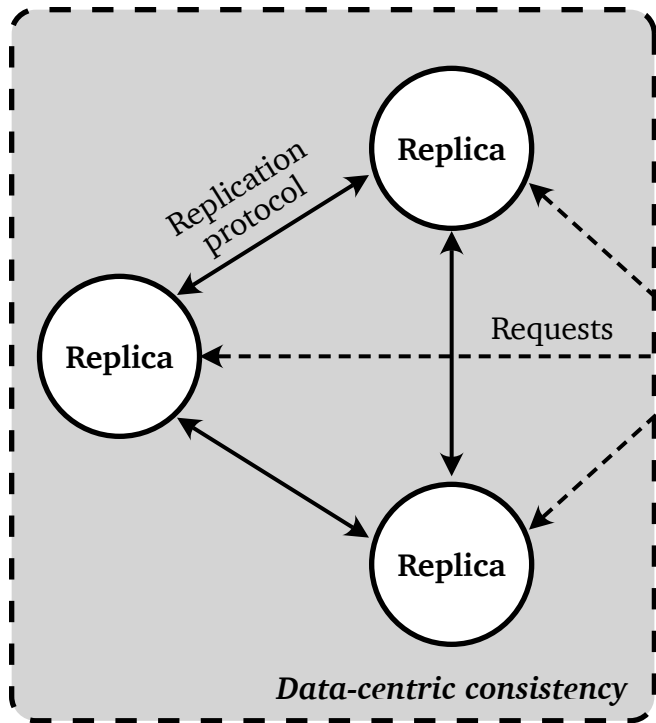 Replica
Replication
protocol
Requests
Replica
Replica
Data-centric consistency